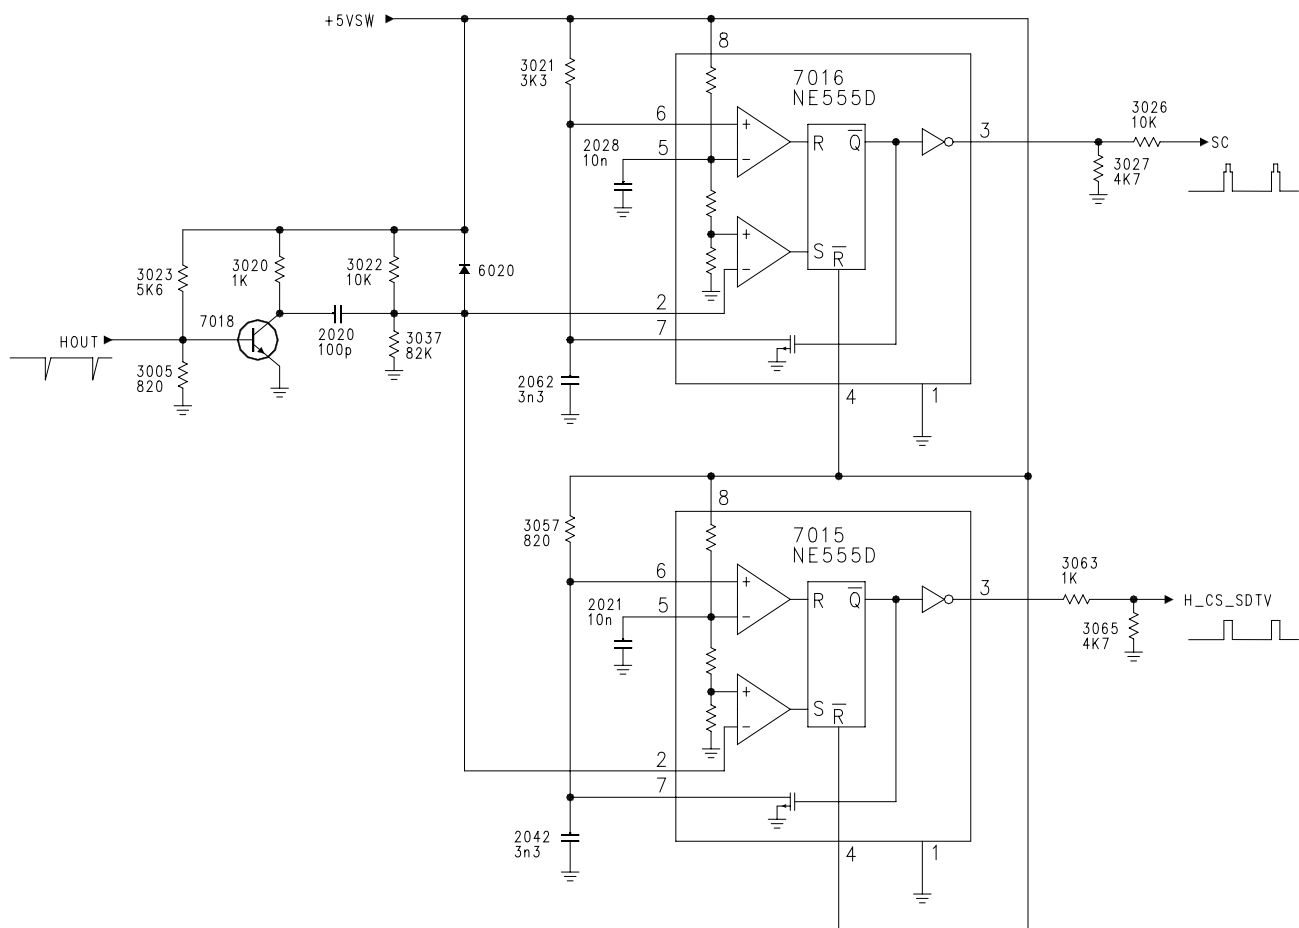 +5VSW
8
3021
3K3
7016
NE555D
6
+
R
Q
3
3026
10K
SC
2028
10n
5
−
3027
4K7
+
S
R
−
3023
5K6
3020
1K
3022
10K
6020
2
7018
7
HOUT
2020
100p
3037
82K
3005
820
2062
3n3
4
1
8
3057
820
7015
NE555D
6
+
R
Q
3
3063
1K
H_CS_SDTV
2021
10n
5
−
3065
4K7
+
S
R
−
2
7
2042
3n3
4
1